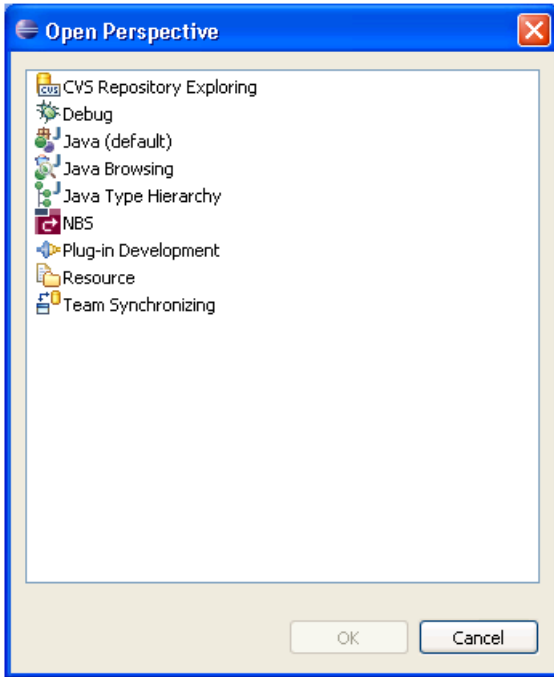 Open Perspective
CVS Repository Exploring
Debug
Java (default)
Java Browsing
Java Type Hierarchy
NBS
Plug-in Development
Resource
Team Synchronizing
OK Cancel